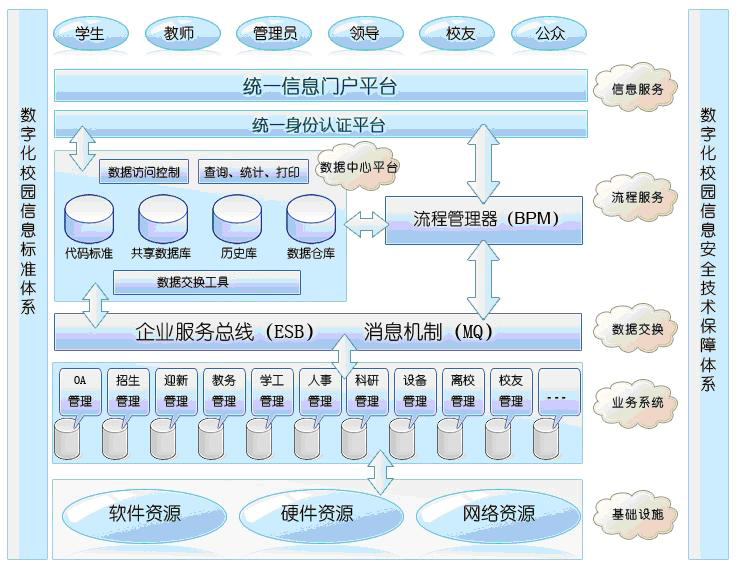 学生 教师 管理员 领导 校友 公众
统一信息门户平台
信息服务
统一身份认证平台
数据访问控制 查询、统计、打印 数据中心平台
代码标准 共享数据库 历史库 数据仓库
数据交换工具
流程管理器（BPM）
流程服务
企业服务总线（ESB） 消息机制（MQ）
数据交换
OA管理 招生管理 迎新管理 教务管理 学工管理 人事管理 科研管理 设备管理 离校管理 校友管理 ---
业务系统
软件资源 硬件资源 网络资源
基础设施
数字化校园信息标准体系
数字化校园信息安全技术保障体系